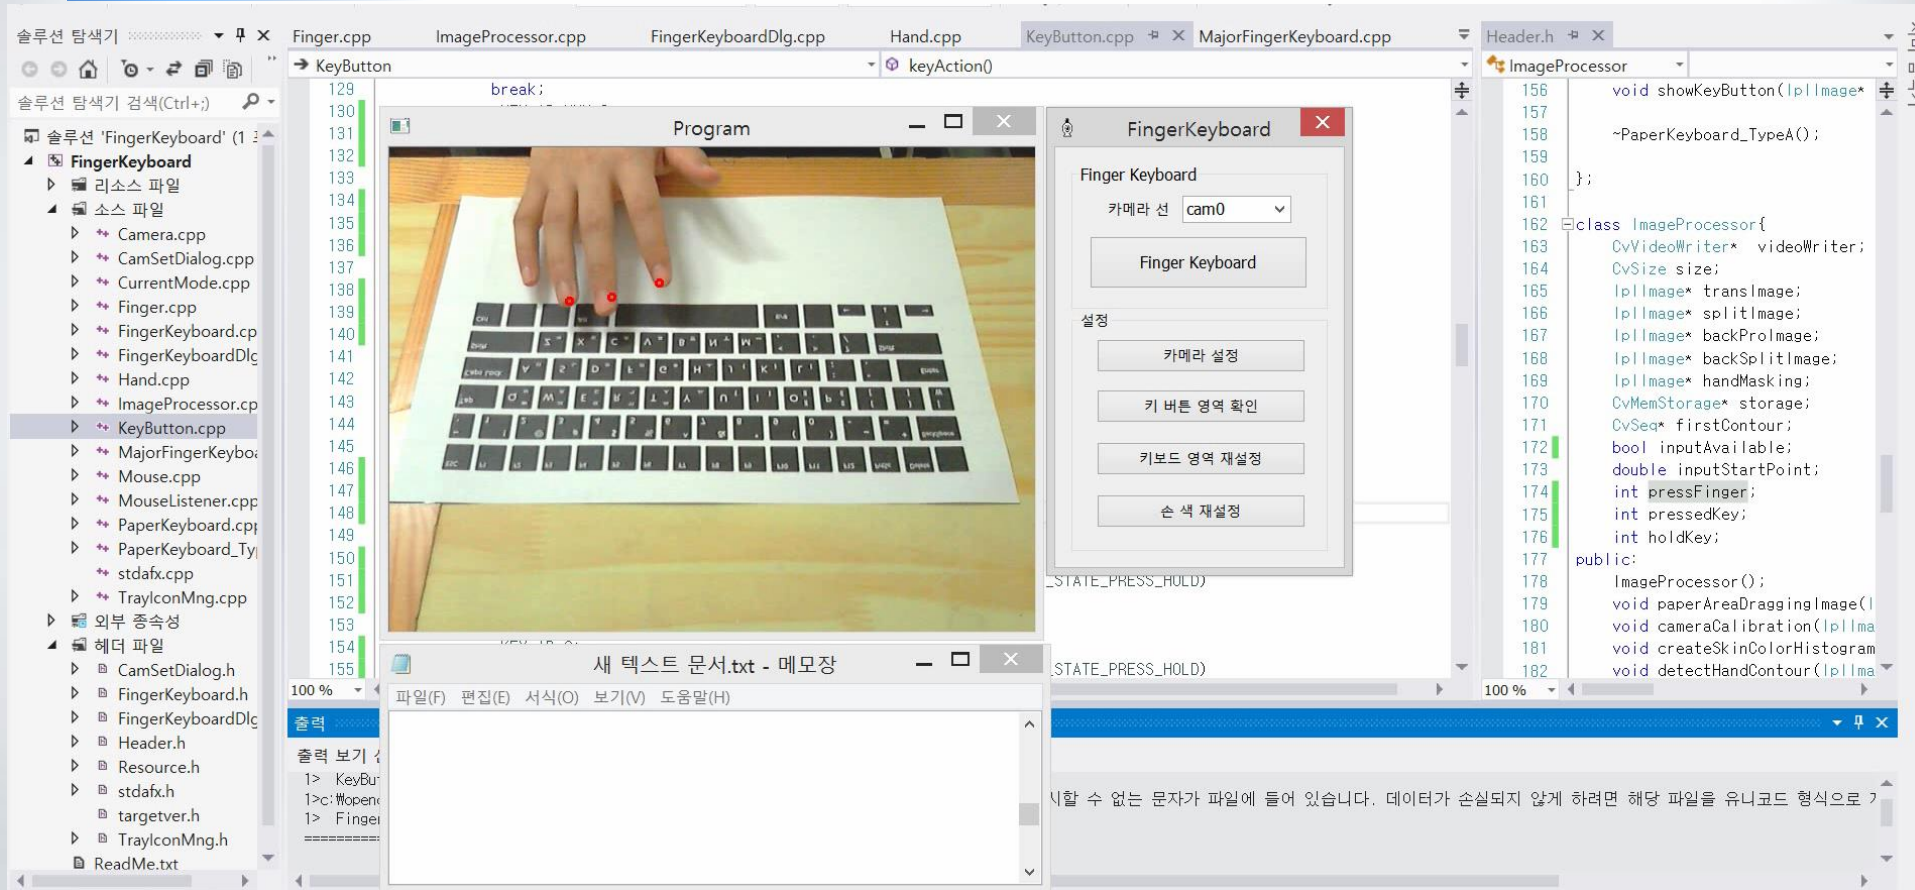 솔루션 탐색기
솔루션 탐색기 검색(Ctrl+;)
솔루션 'FingerKeyboard' (1
FingerKeyboard
리소스 파일
소스 파일
Camera.cpp
CamSetDialog.cpp
CurrentMode.cpp
Finger.cpp
FingerKeyboard.cp
FingerKeyboardDlg
Hand.cpp
ImageProcessor.cp
KeyButton.cpp
MajorFingerKeyboa
Mouse.cpp
MouseListener.cpp
PaperKeyboard.cpp
PaperKeyboard_Ty
stdafx.cpp
TrayIconMng.cpp
외부 종속성
헤더 파일
CamSetDialog.h
FingerKeyboard.h
FingerKeyboardDlg
Header.h
Resource.h
stdafx.h
targetver.h
TrayIconMng.h
ReadMe.txt
Finger.cpp ImageProcessor.cpp FingerKeyboardDlg.cpp Hand.cpp KeyButton.cpp MajorFingerKeyboard.cpp
KeyButton keyAction()
129 break;
130
131
132
133
134
135
136
137
138
139
140
141
142
143
144
145
146
147
148
149
150
151 _STATE_PRESS_HOLD)
152
153
154
155 _STATE_PRESS_HOLD)
100 %
Program
FingerKeyboard
Finger Keyboard
카메라 선 cam0
Finger Keyboard
설정
카메라 설정
키 버튼 영역 확인
키보드 영역 재설정
손 색 재설정
새 텍스트 문서.txt - 메모장
파일(F) 편집(E) 서식(O) 보기(V) 도움말(H)
Header.h
ImageProcessor
156 void showKeyButton(IplImage*
157
158 ~PaperKeyboard_TypeA();
159
160 };
161
162 class ImageProcessor{
163 CvVideoWriter* videoWriter;
164 CvSize size;
165 IplImage* transImage;
166 IplImage* splitImage;
167 IplImage* backProImage;
168 IplImage* backSplitImage;
169 IplImage* handMasking;
170 CvMemStorage* storage;
171 CvSeq* firstContour;
172 bool inputAvailable;
173 double inputStartPoint;
174 int pressFinger;
175 int pressedKey;
176 int holdKey;
177 public:
178 ImageProcessor();
179 void paperAreaDraggingImage(I
180 void cameraCalibration(IplIma
181 void createSkinColorHistogram
182 void detectHandContour(IplIma
100 %
출력
출력 보기
1> KeyBu
1>c:₩openc
1> Finger
==========
시할 수 없는 문자가 파일에 들어 있습니다. 데이터가 손실되지 않게 하려면 해당 파일을 유니코드 형식으로